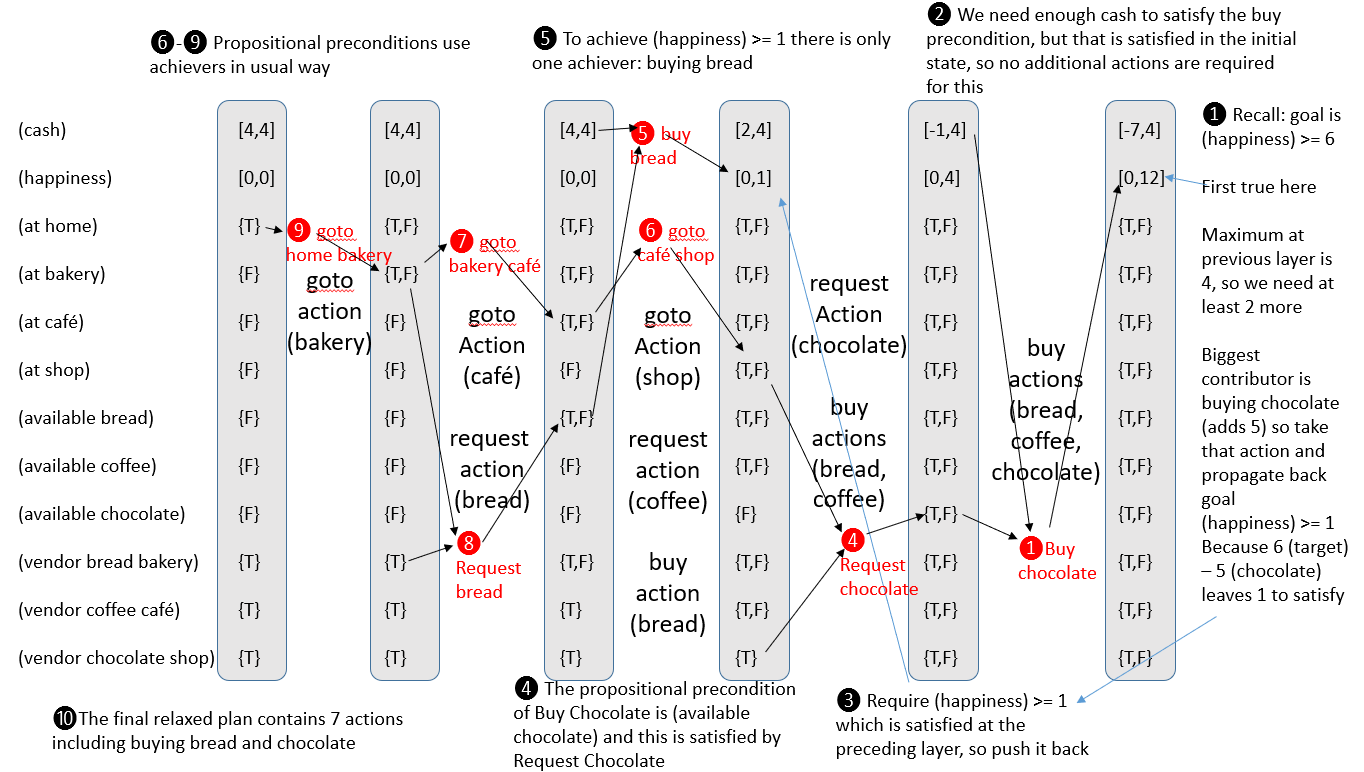 ❻-❾ Propositional preconditions use
achievers in usual way
❺ To achieve (happiness) >= 1 there is only
one achiever: buying bread
❷ We need enough cash to satisfy the buy
precondition, but that is satisfied in the initial
state, so no additional actions are required
for this
(cash) [4,4] [4,4] [4,4] [2,4] [-1,4] [-7,4]
(happiness) [0,0] [0,0] [0,0] [0,1] [0,4] [0,12]
(at home) {T} {T,F} {T,F} {T,F} {T,F} {T,F}
(at bakery) {F} {T,F} {T,F} {T,F} {T,F} {T,F}
(at café) {F} {F} {T,F} {T,F} {T,F} {T,F}
(at shop) {F} {F} {F} {T,F} {T,F} {T,F}
(available bread) {F} {F} {T,F} {T,F} {T,F} {T,F}
(available coffee) {F} {F} {F} {T,F} {T,F} {T,F}
(available chocolate) {F} {F} {F} {F} {T,F} {T,F}
(vendor bread bakery) {T} {T} {T,F} {T,F} {T,F} {T,F}
(vendor coffee café) {T} {T} {T} {T,F} {T,F} {T,F}
(vendor chocolate shop) {T} {T} {T} {T} {T,F} {T,F}
9 goto
home bakery
goto
action
(bakery)
7 goto
bakery café
goto
Action
(café)
request
action
(bread)
8
Request
bread
5 buy
bread
6 goto
café shop
goto
Action
(shop)
request
action
(coffee)
buy
action
(bread)
request
Action
(chocolate)
buy
actions
(bread,
coffee)
4
Request
chocolate
buy
actions
(bread,
coffee,
chocolate)
1 Buy
chocolate
❶ Recall: goal is
(happiness) >= 6
First true here
Maximum at
previous layer is
4, so we need at
least 2 more
Biggest
contributor is
buying chocolate
(adds 5) so take
that action and
propagate back
goal
(happiness) >= 1
Because 6 (target)
– 5 (chocolate)
leaves 1 to satisfy
❿The final relaxed plan contains 7 actions
including buying bread and chocolate
❹ The propositional precondition
of Buy Chocolate is (available
chocolate) and this is satisfied by
Request Chocolate
❸ Require (happiness) >= 1
which is satisfied at the
preceding layer, so push it back